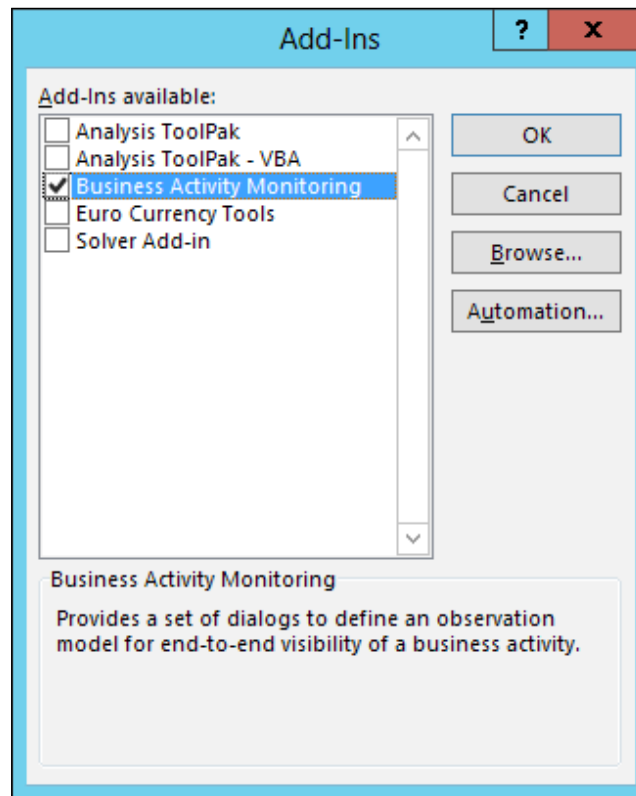 Add-Ins
? x
Add-Ins available:
Analysis ToolPak
Analysis ToolPak - VBA
Business Activity Monitoring
Euro Currency Tools
Solver Add-in
OK
Cancel
Browse...
Automation...
Business Activity Monitoring
Provides a set of dialogs to define an observation
model for end-to-end visibility of a business activity.